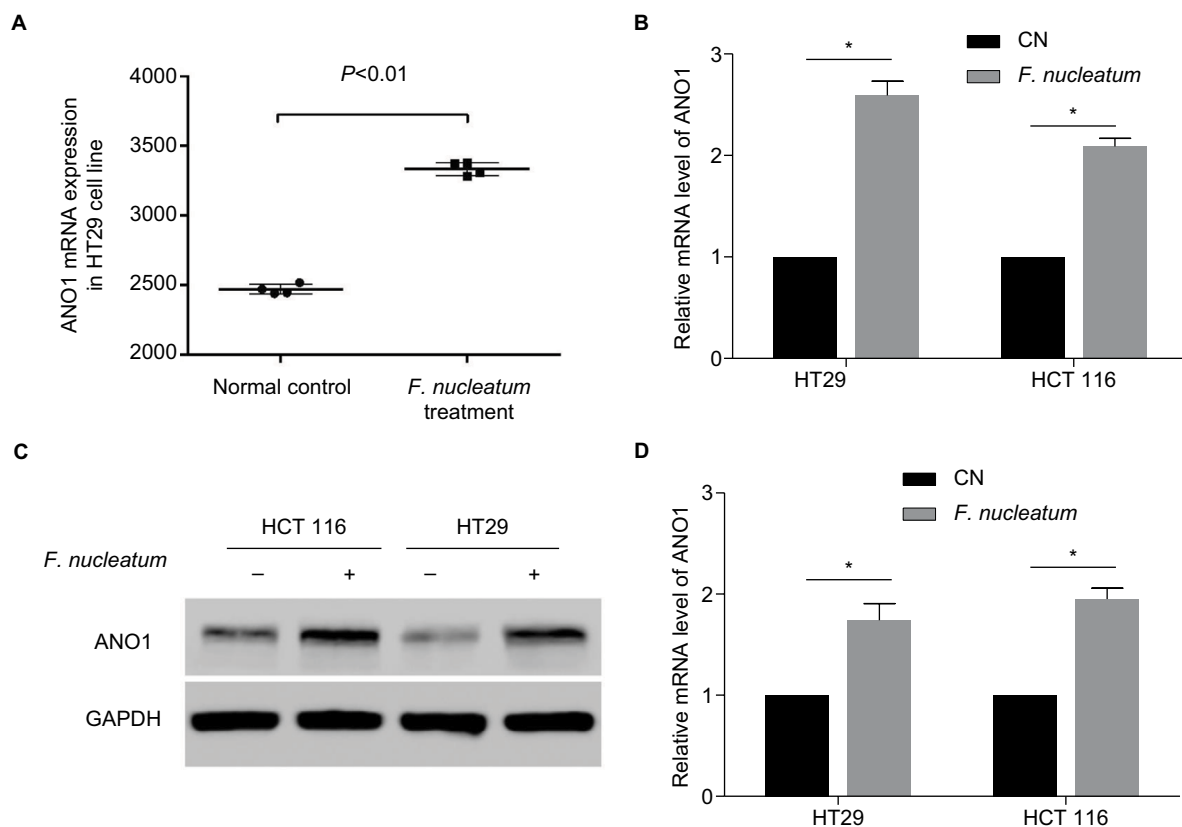 A
ANO1 mRNA expression
in HT29 cell line
4000
3500
3000
2500
2000
P<0.01
Normal control
F. nucleatum
treatment
B
Relative mRNA level of ANO1
3
2
1
0
CN
F. nucleatum
*
*
HT29
HCT 116
C
HCT 116
HT29
F. nucleatum
– + – +
ANO1
GAPDH
D
Relative mRNA level of ANO1
3
2
1
0
CN
F. nucleatum
*
*
HT29
HCT 116